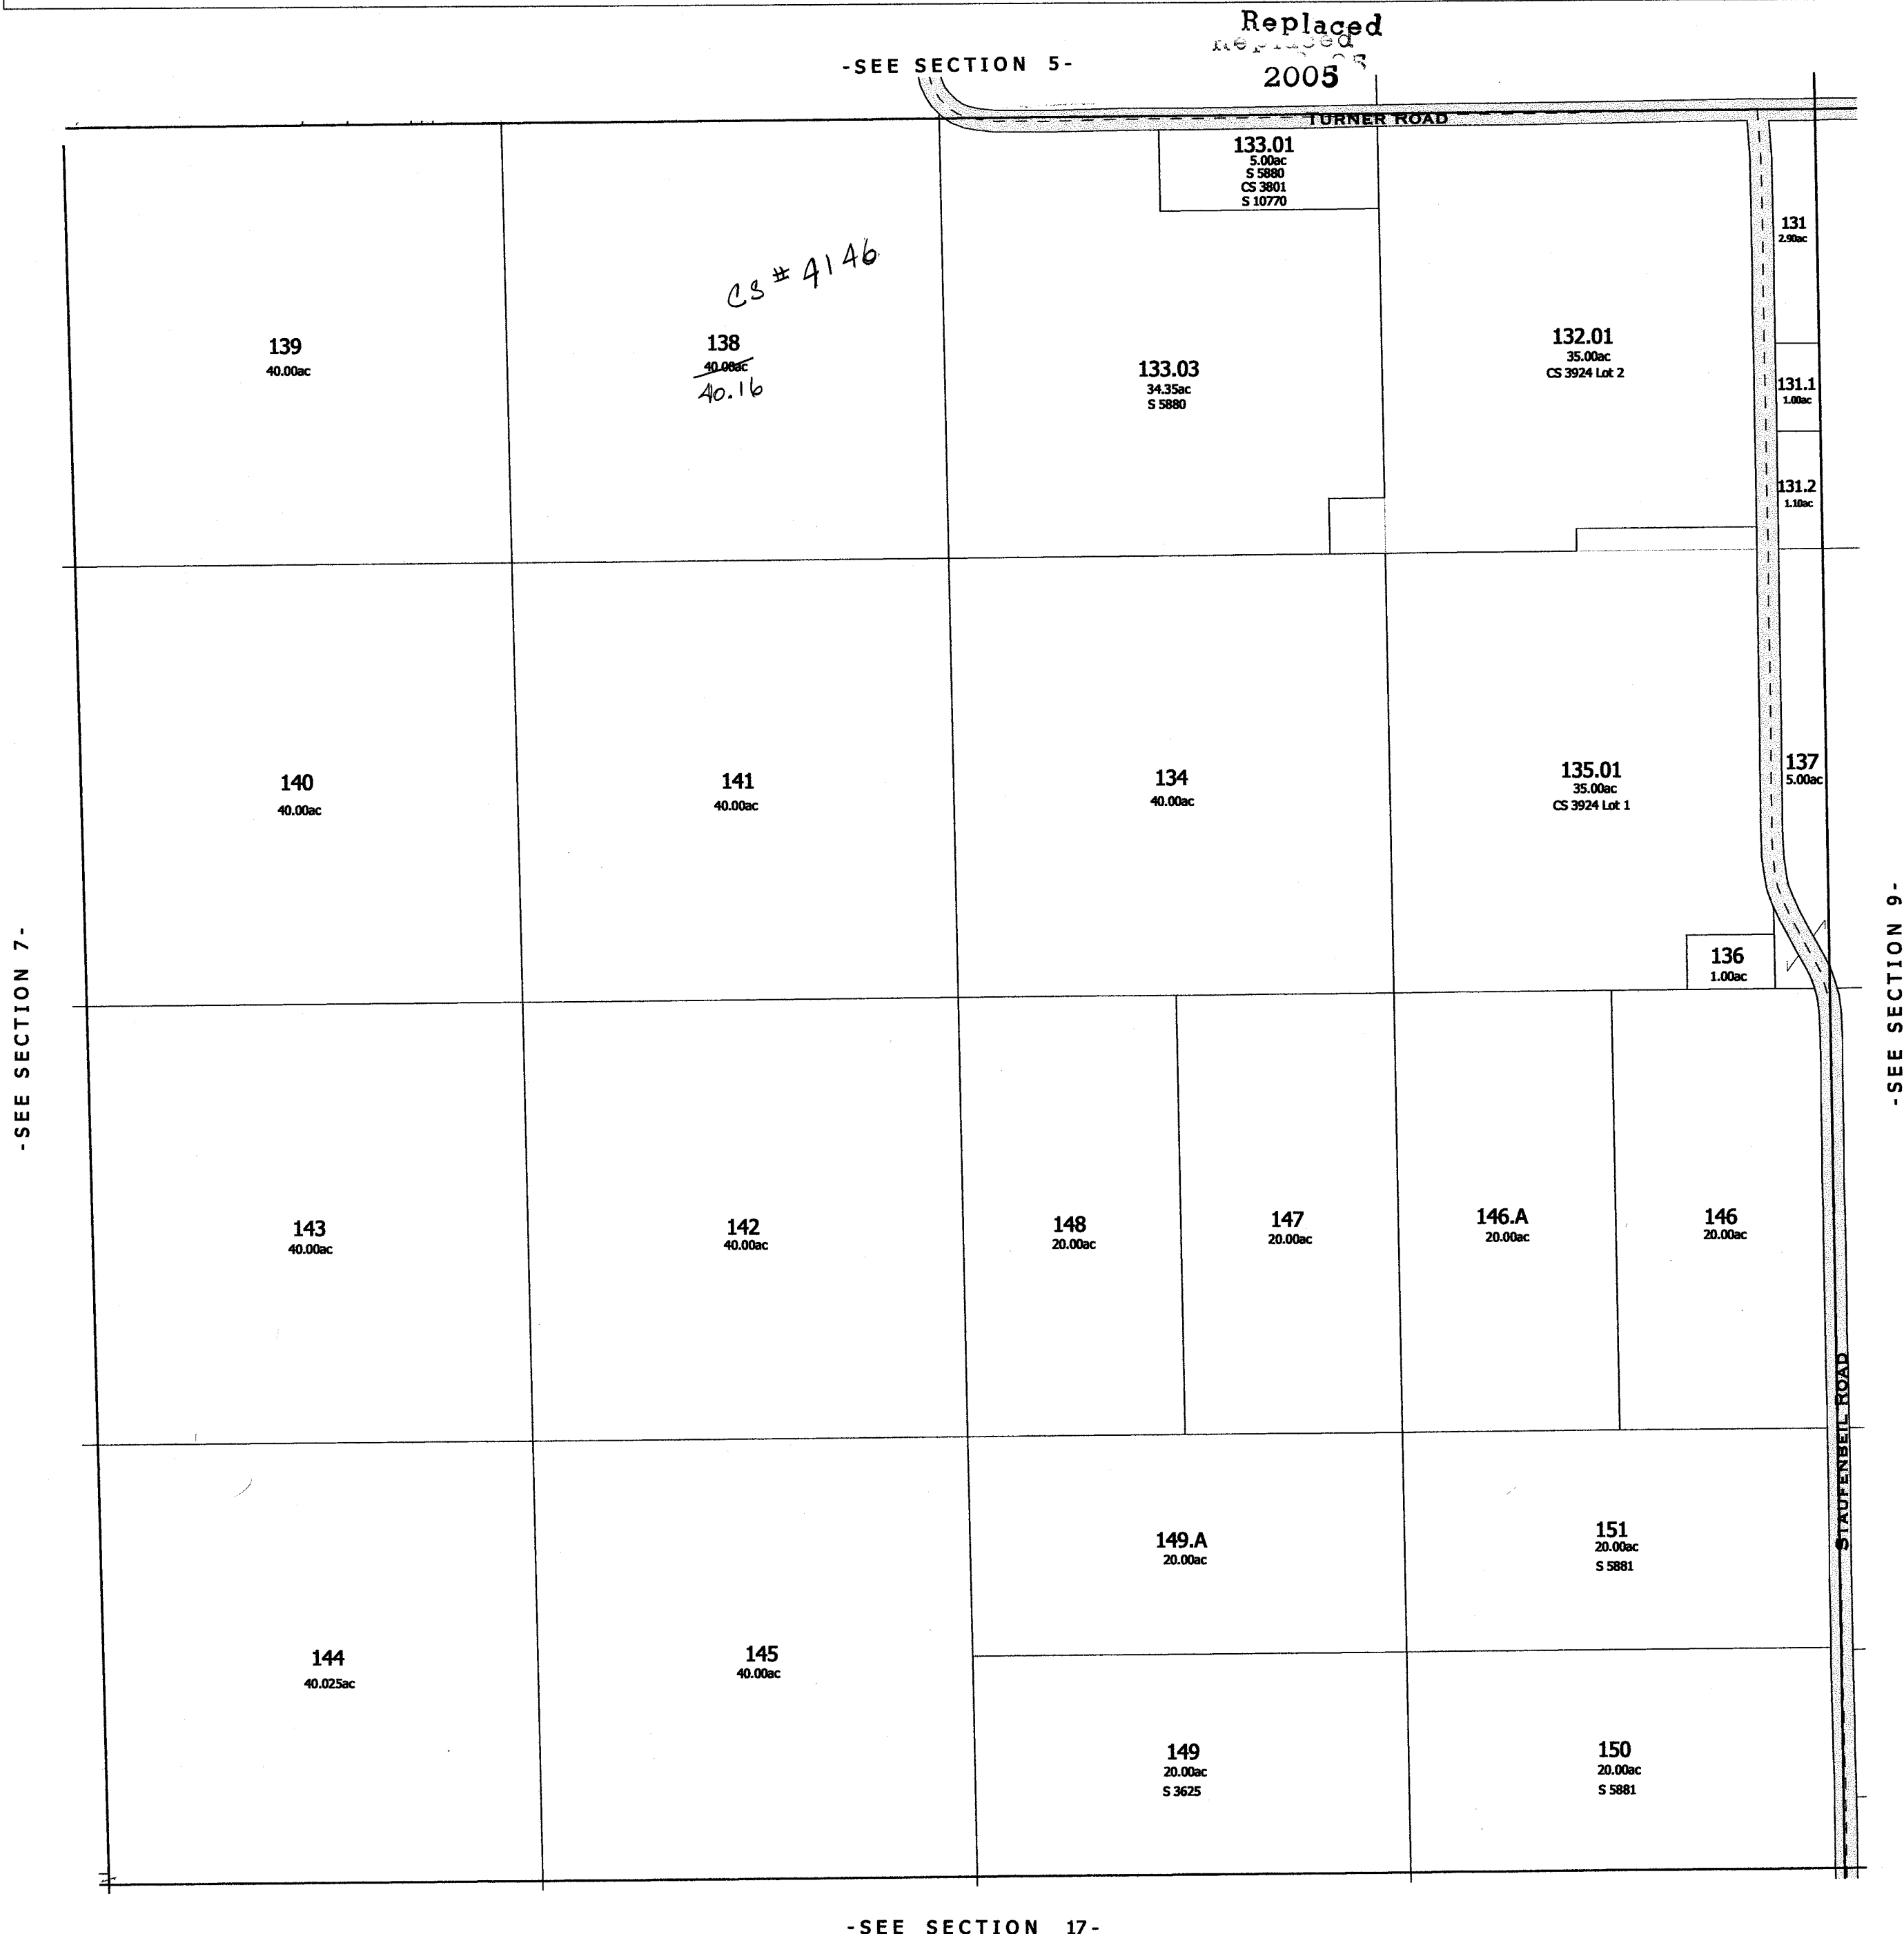 Replaced
Replaced
-SEE SECTION 5-
2005
TURNER ROAD
133.01
5.00ac
S 5880
CS 3801
S 10770
131
2.90ac
CS # 4146
139
40.00ac
138
40.00ac
40.16
133.03
34.35ac
S 5880
132.01
35.00ac
CS 3924 Lot 2
131.1
1.00ac
131.2
1.10ac
140
40.00ac
141
40.00ac
134
40.00ac
135.01
35.00ac
CS 3924 Lot 1
137
5.00ac
136
1.00ac
-SEE SECTION 7-
-SEE SECTION 9-
143
40.00ac
142
40.00ac
148
20.00ac
147
20.00ac
146.A
20.00ac
146
20.00ac
STAUFENBEIL ROAD
149.A
20.00ac
151
20.00ac
S 5881
144
40.025ac
145
40.00ac
149
20.00ac
S 3625
150
20.00ac
S 5881
-SEE SECTION 17-